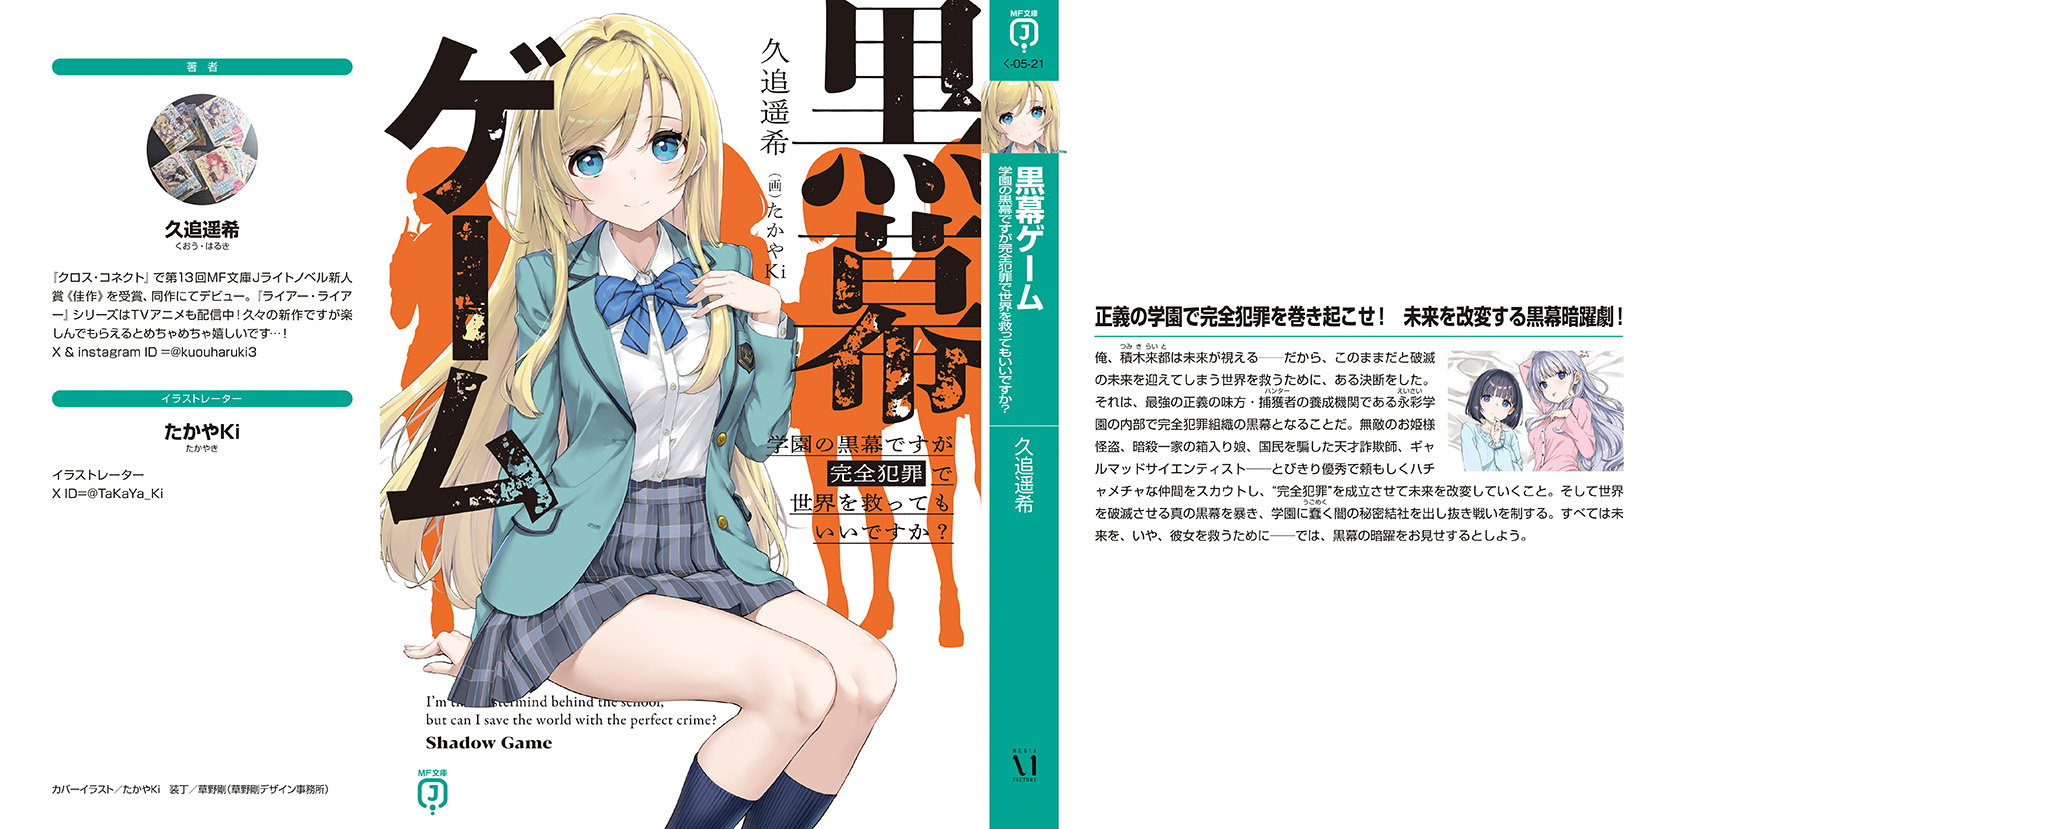 著 者
久追遥希
くおう・はるき
『クロス・コネクト』で第13回MF文庫Jライトノベル新人
賞《佳作》を受賞、同作にてデビュー。『ライアー・ライア
ー』シリーズはTVアニメも配信中！久々の新作ですが楽
しんでもらえるとめちゃめちゃ嬉しいです…！
X & instagram ID =@kuouharuki3
イラストレーター
たかやKi
たかやき
イラストレーター
X ID=@TaKaYa_Ki
カバーイラスト／たかやKi 装丁／草野剛（草野剛デザイン事務所）
黒幕
ゲーム
久追遥希
（画）たかやKi
学園の黒幕ですが
完全犯罪で
世界を救っても
いいですか？
I'm behind the school,
but can I save the world with the perfect crime?
Shadow Game
MF文庫
J
MF文庫
J
く-05-21
黒幕ゲーム
学園の黒幕ですが完全犯罪で世界を救ってもいいですか？
久追遥希
MEDIA
FACTORY
正義の学園で完全犯罪を巻き起こせ！ 未来を改変する黒幕暗躍劇！
つみ き らい と
俺、積木来都は未来が視える――だから、このままだと破滅
の未来を迎えてしまう世界を救うために、ある決断をした。
ハンター えいさい
それは、最強の正義の味方・捕獲者の養成機関である永彩学
園の内部で完全犯罪組織の黒幕となることだ。無敵のお姫様
怪盗、暗殺一家の箱入り娘、国民を騙した天才詐欺師、ギャ
ルマッドサイエンティスト――とびきり優秀で頼もしくハチ
ャメチャな仲間をスカウトし、“完全犯罪”を成立させて未来を改変していくこと。そして世界
うごめく
を破滅させる真の黒幕を暴き、学園に蠢く闇の秘密結社を出し抜き戦いを制する。すべては未
来を、いや、彼女を救うために――では、黒幕の暗躍をお見せするとしよう。